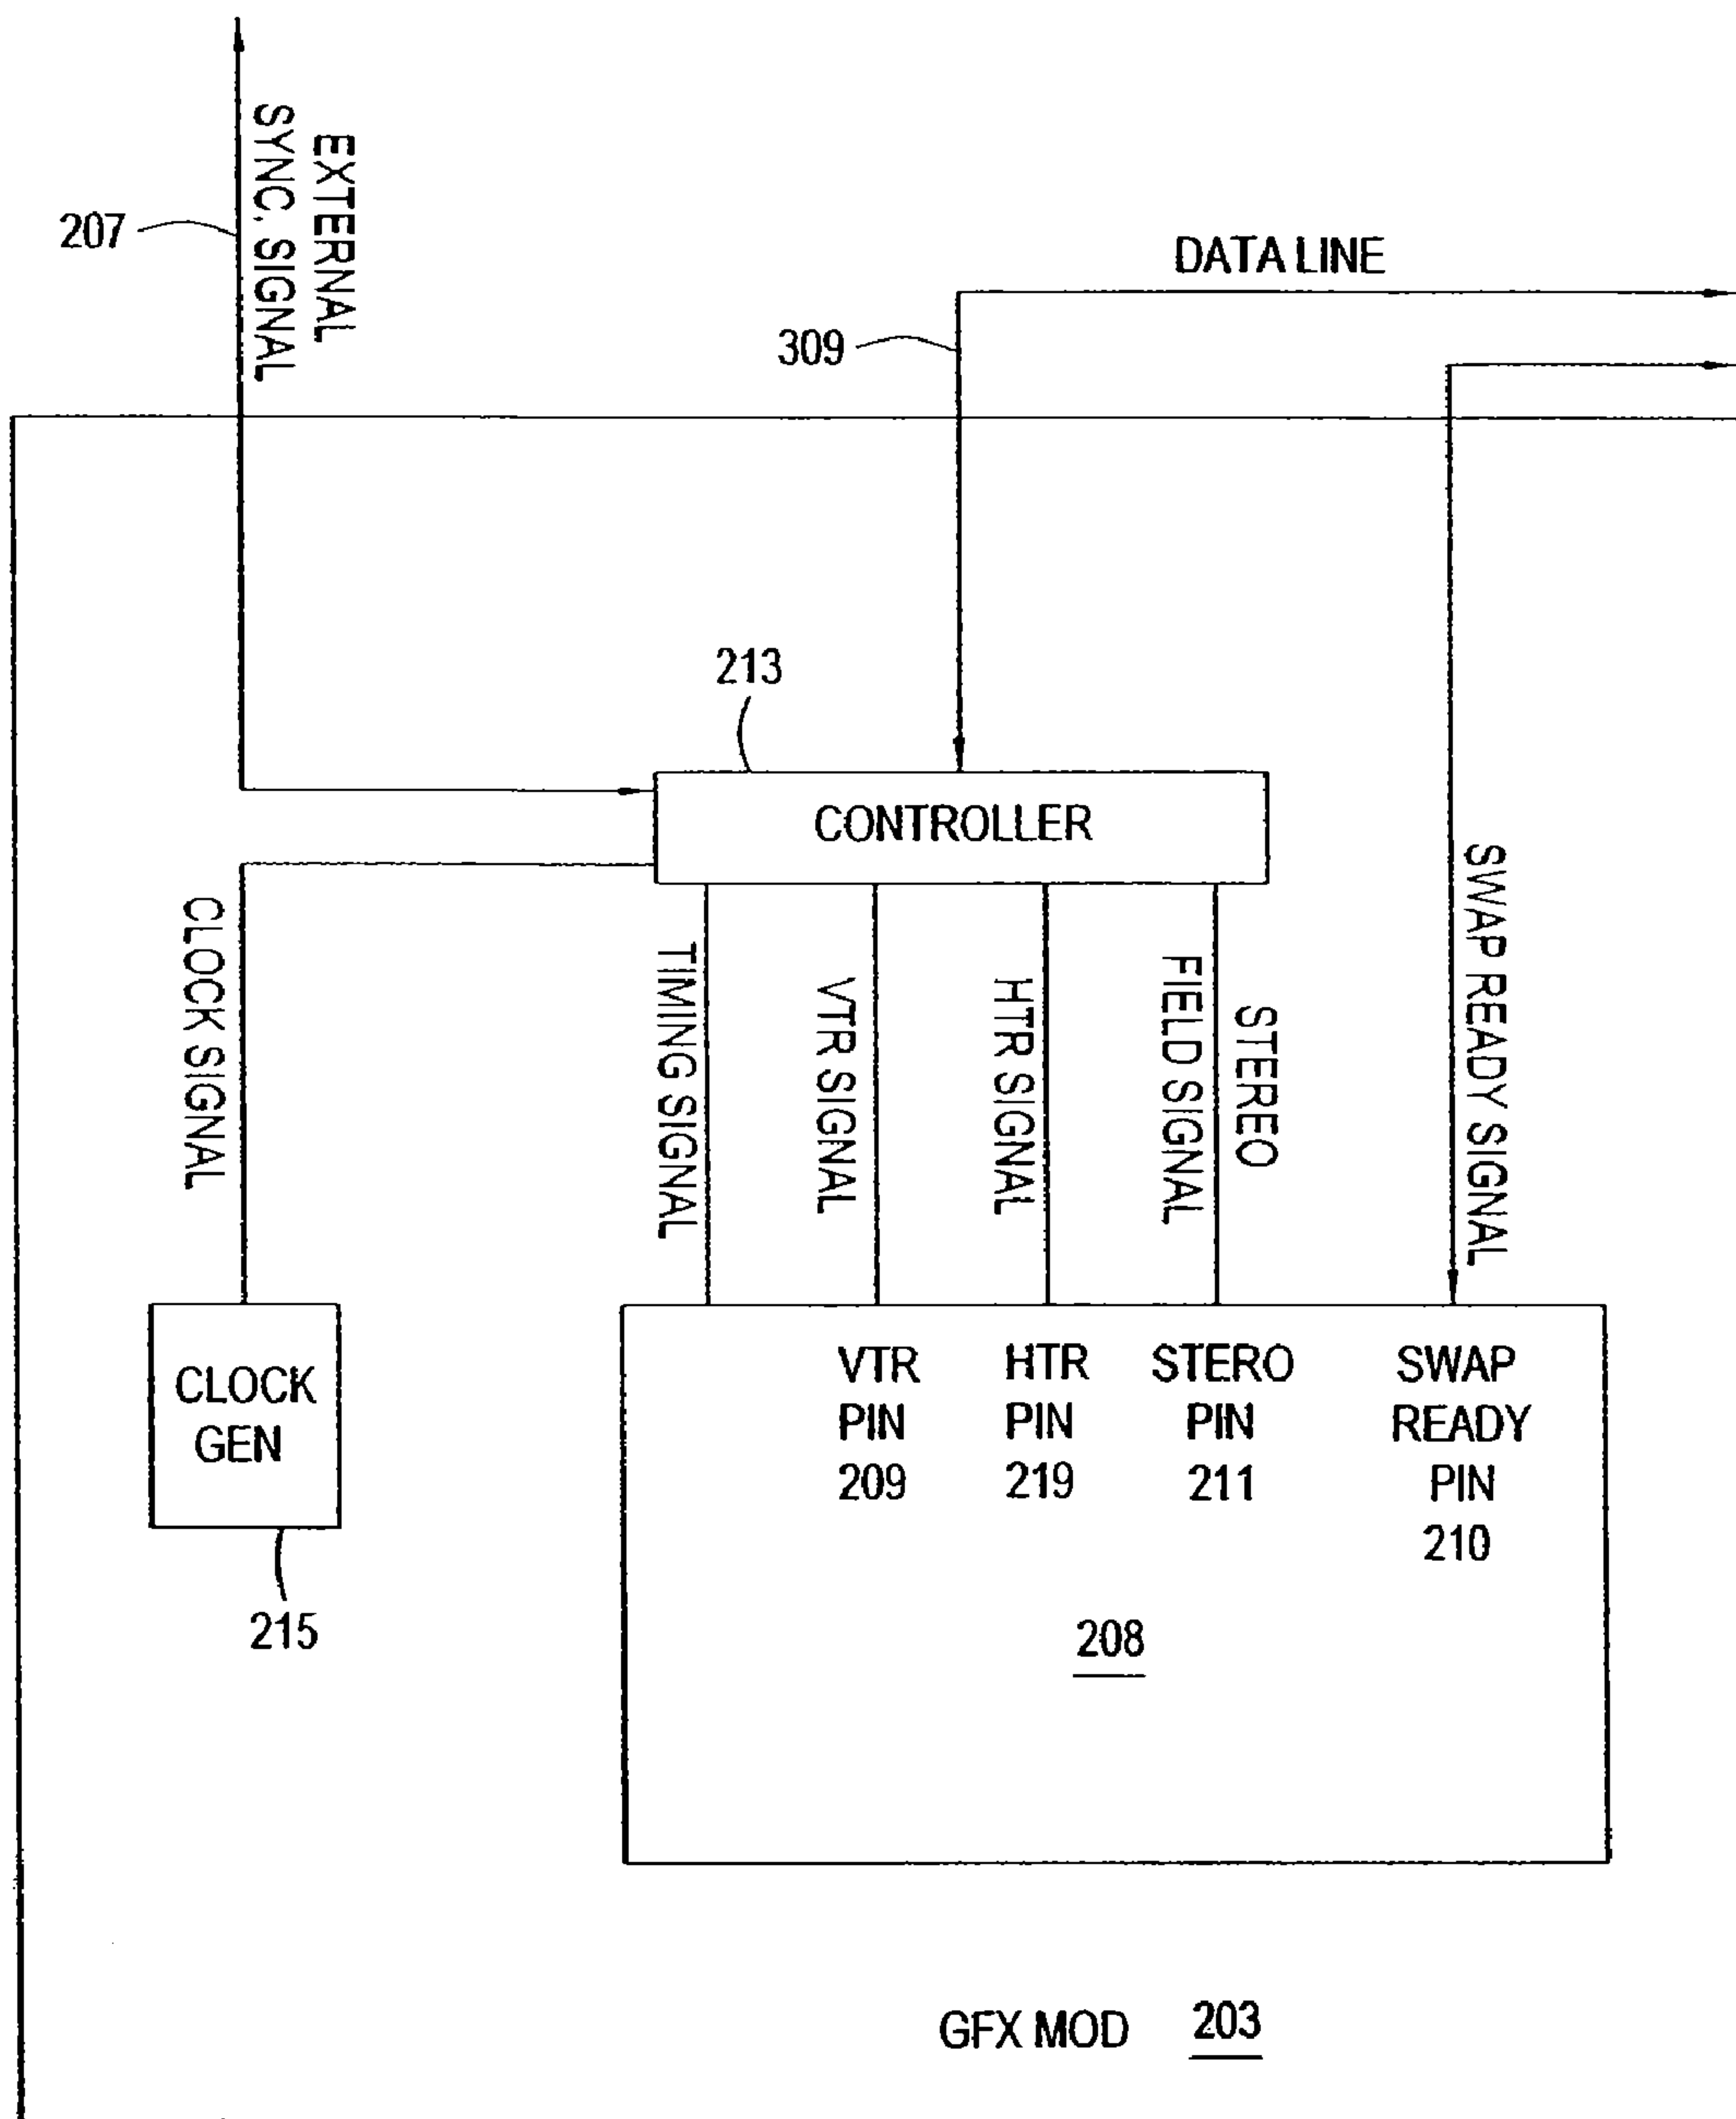 EXTERNAL
SYNC. SIGNAL
207
DATA LINE
309
213
CONTROLLER
CLOCK SIGNAL
TIMING SIGNAL
VTR SIGNAL
HTR SIGNAL
STEREO
FIELD SIGNAL
SWAP READY SIGNAL
CLOCK
GEN
215
VTR
PIN
209
HTR
PIN
219
STERO
PIN
211
SWAP
READY
PIN
210
208
GFX MOD 203